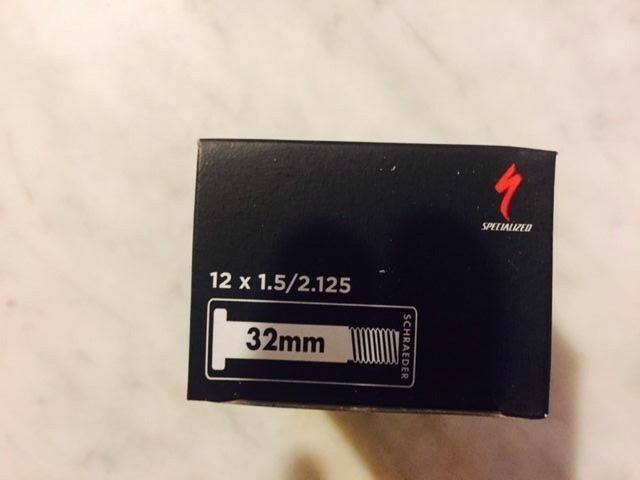 SPECIALIZED
12 x 1.5/2.125
32mm
SCHRAEDER